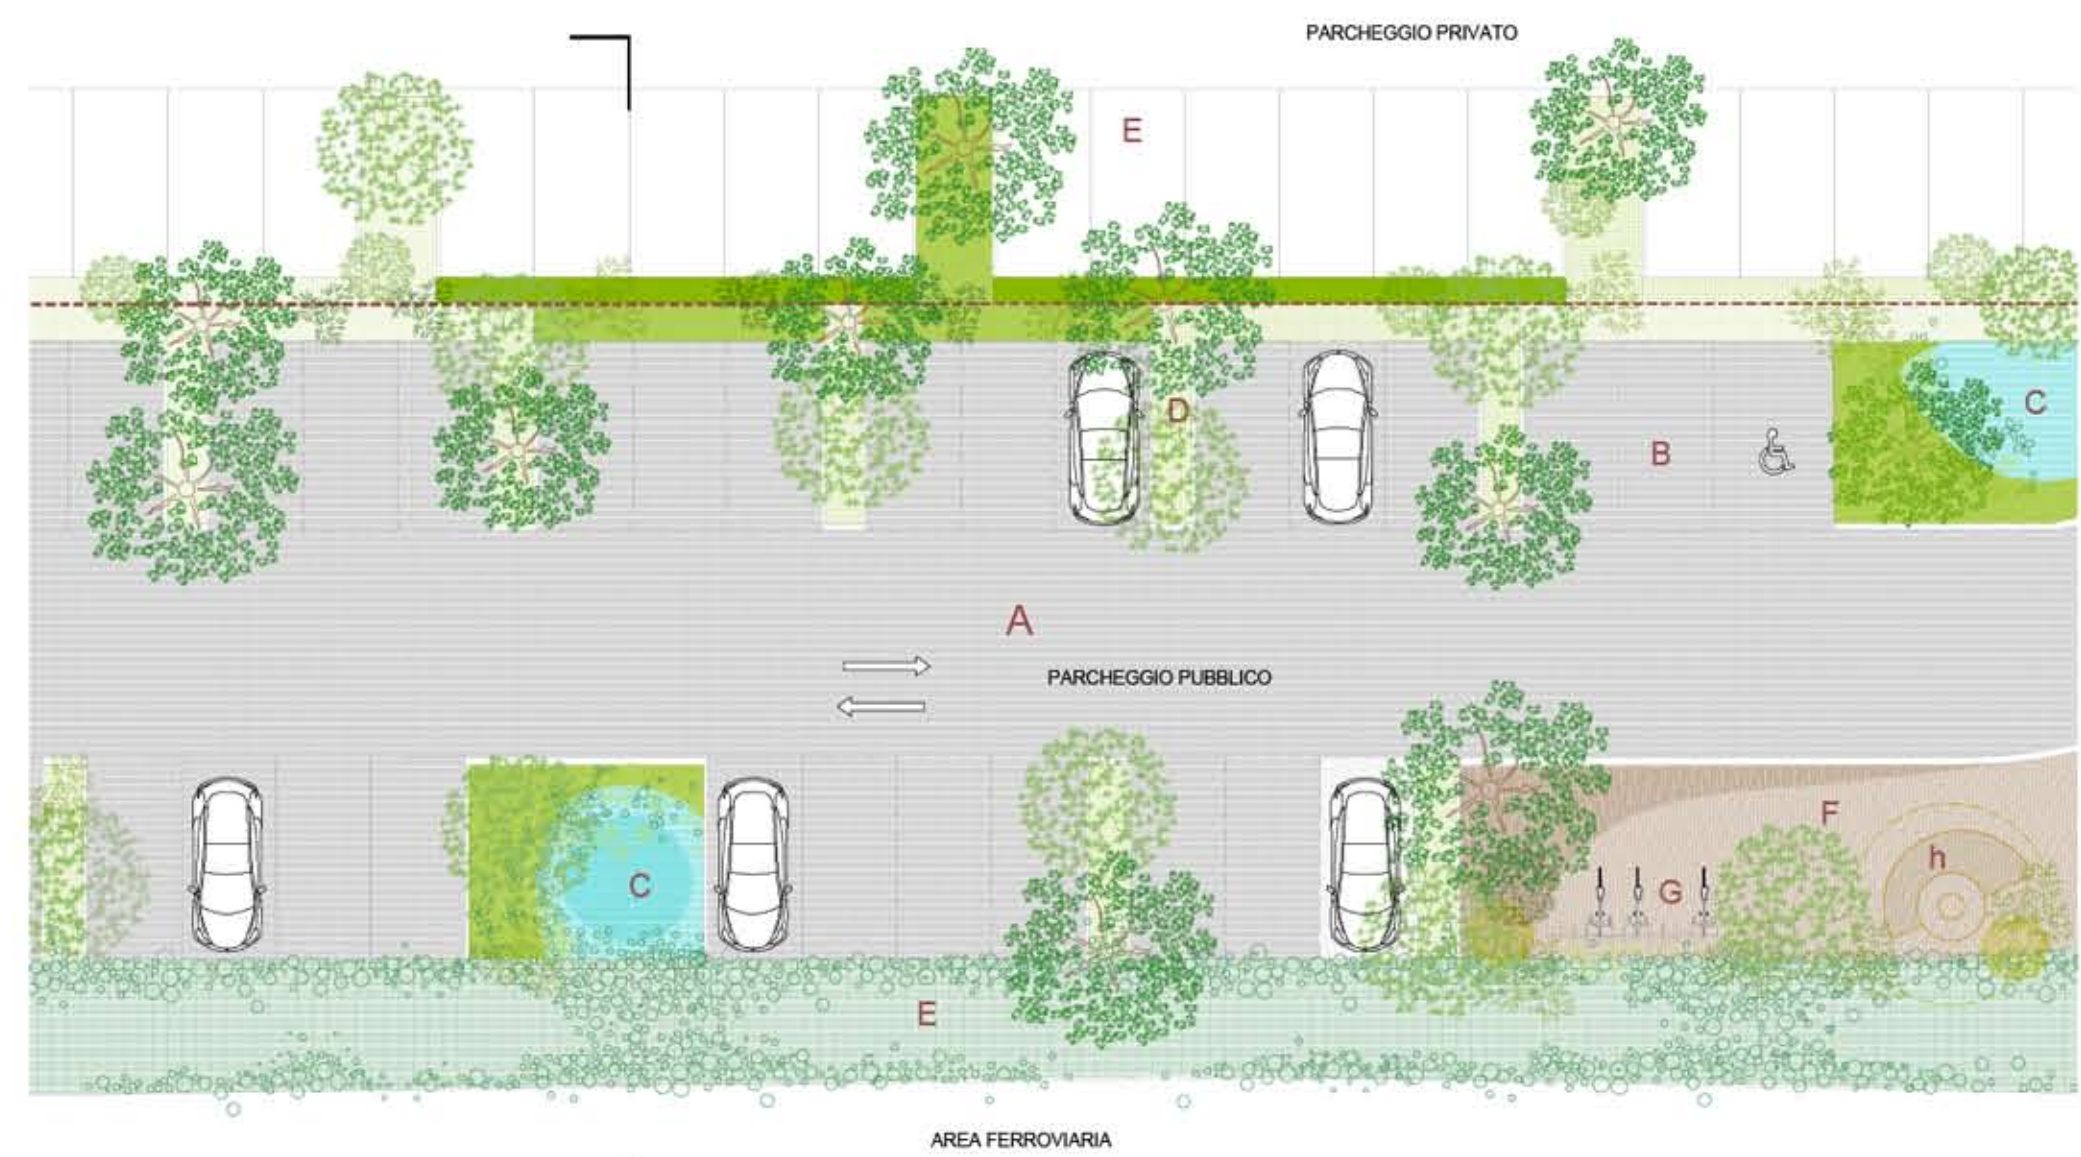 PARCHEGGIO PRIVATO
E
C
D
B
A
PARCHEGGIO PUBBLICO
F
h
C
G
E
AREA FERROVIARIA